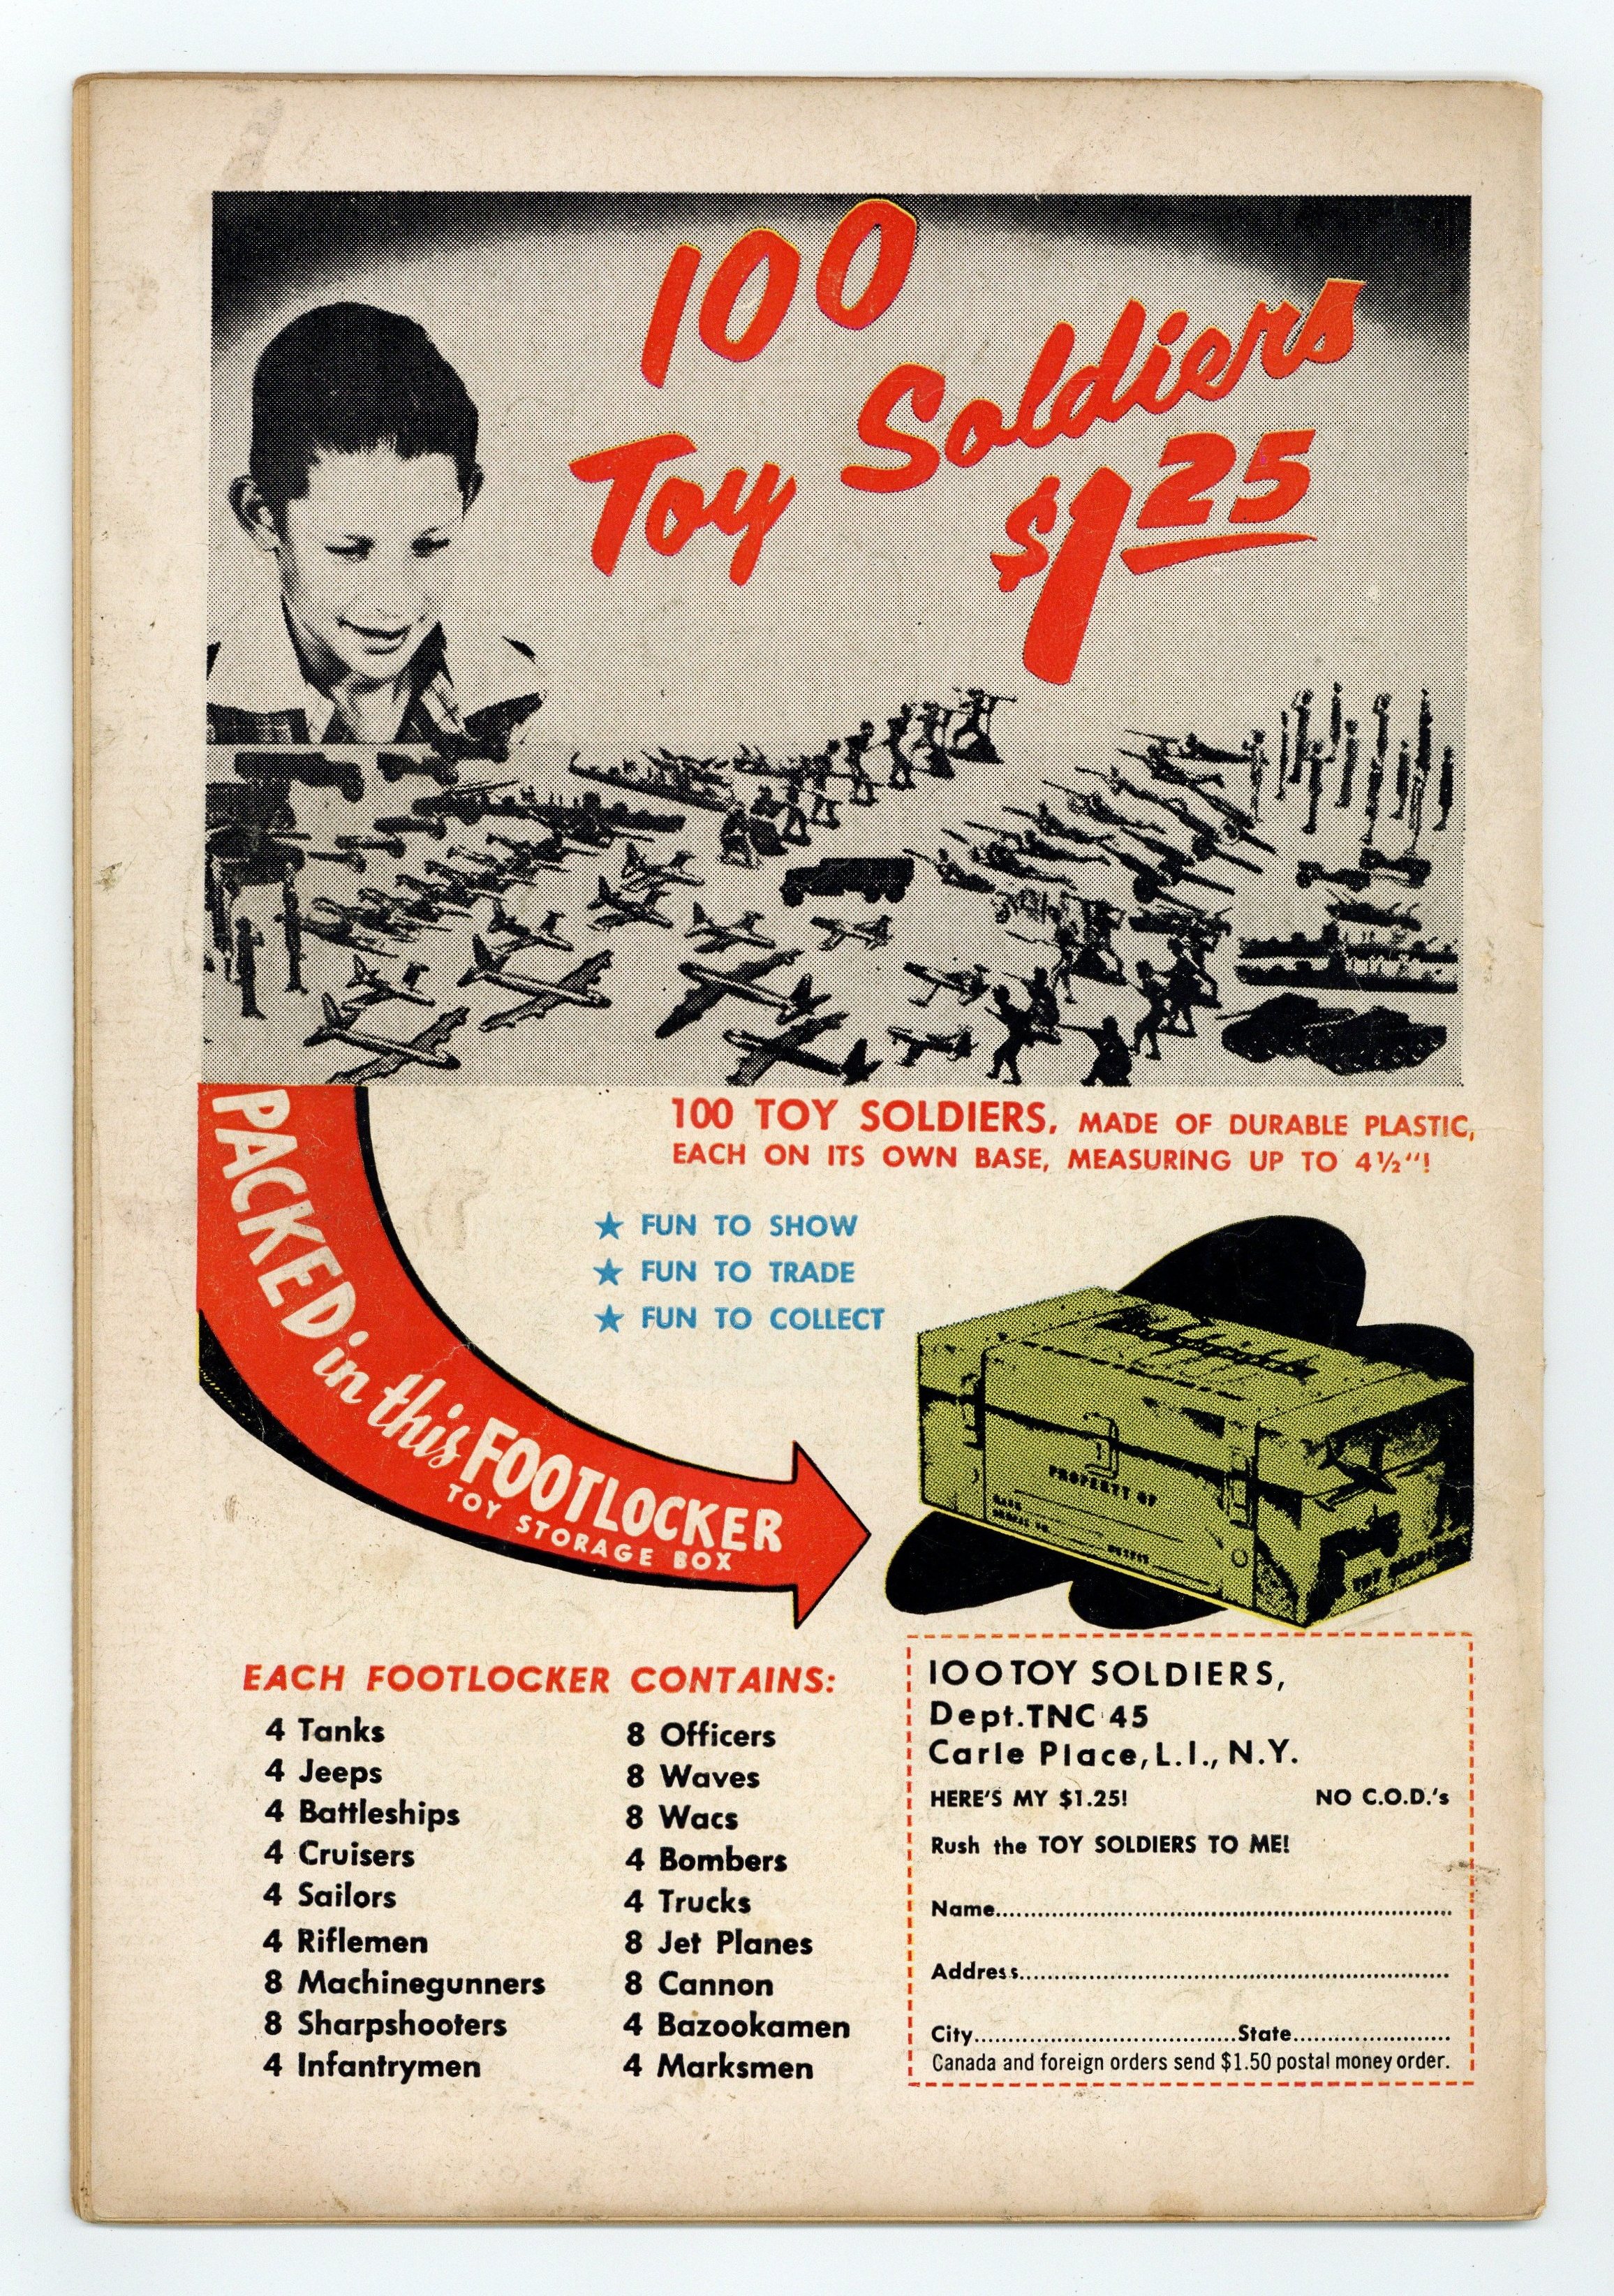 100
Toy Soldiers
$1 25
100 TOY SOLDIERS, MADE OF DURABLE PLASTIC,
EACH ON ITS OWN BASE, MEASURING UP TO 4½"!
PACKED in this FOOTLOCKER
TOY STORAGE BOX
★ FUN TO SHOW
★ FUN TO TRADE
★ FUN TO COLLECT
PROPERTY OF
EACH FOOTLOCKER CONTAINS:
4 Tanks
4 Jeeps
4 Battleships
4 Cruisers
4 Sailors
4 Riflemen
8 Machinegunners
8 Sharpshooters
4 Infantrymen
8 Officers
8 Waves
8 Wacs
4 Bombers
4 Trucks
8 Jet Planes
8 Cannon
4 Bazookamen
4 Marksmen
100 TOY SOLDIERS,
Dept. TNC 45
Carle Place, L.I., N.Y.
HERE'S MY $1.25! NO C.O.D.'s
Rush the TOY SOLDIERS TO ME!
Name
Address
City State
Canada and foreign orders send $1.50 postal money order.